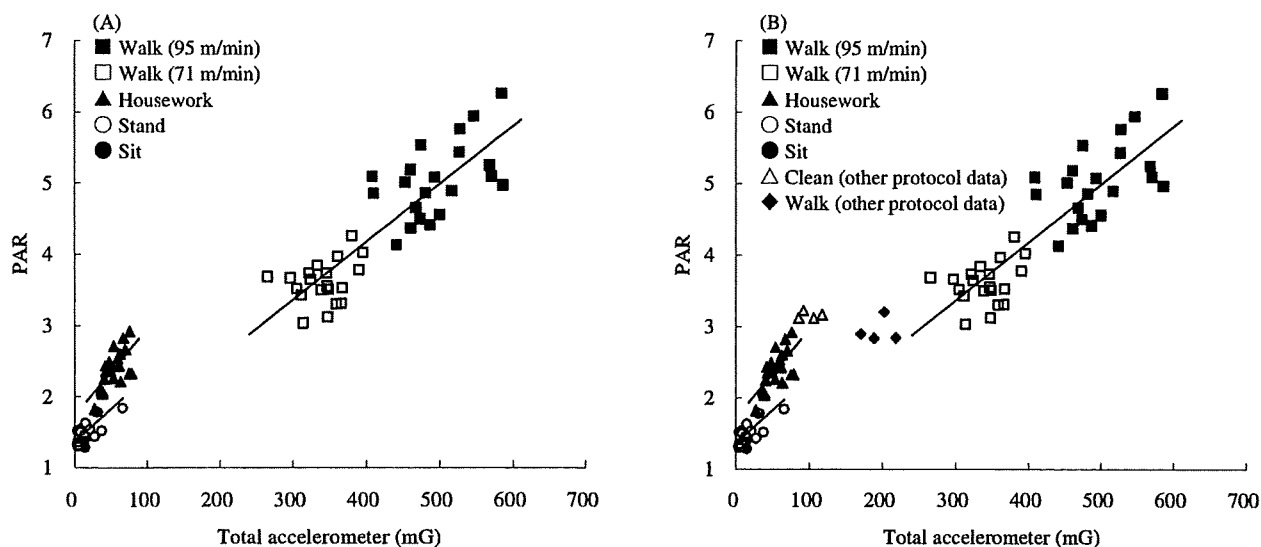 (A)
Walk (95 m/min)
Walk (71 m/min)
Housework
Stand
Sit
7
6
5
4
3
2
1
PAR
0 100 200 300 400 500 600 700
Total accelerometer (mG)
(B)
Walk (95 m/min)
Walk (71 m/min)
Housework
Stand
Sit
Clean (other protocol data)
Walk (other protocol data)
7
6
5
4
3
2
1
PAR
0 100 200 300 400 500 600 700
Total accelerometer (mG)